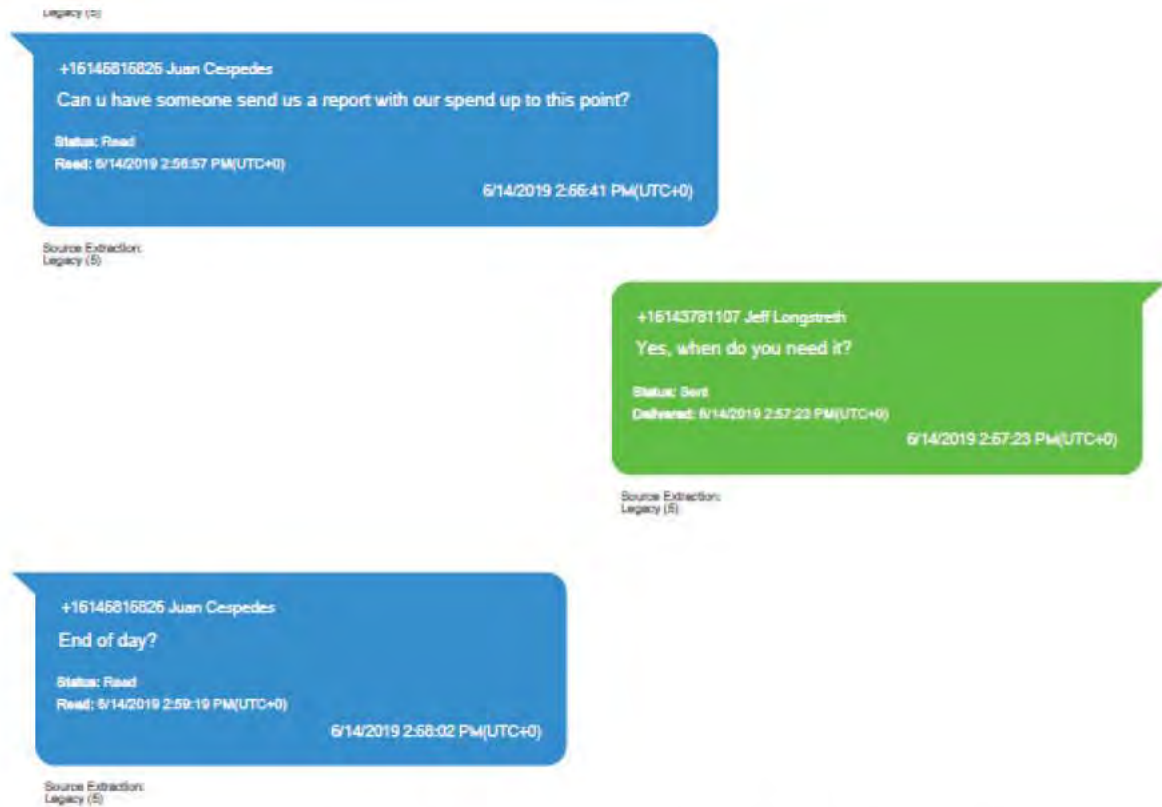 Legacy (5)
+16145815826 Juan Cespedes
Can u have someone send us a report with our spend up to this point?
Status: Read
Read: 6/14/2019 2:56:57 PM(UTC+0)
6/14/2019 2:56:41 PM(UTC+0)
Source Extraction:
Legacy (5)
+16143781107 Jeff Longstreth
Yes, when do you need it?
Status: Sent
Delivered: 6/14/2019 2:57:23 PM(UTC+0)
6/14/2019 2:57:23 PM(UTC+0)
Source Extraction:
Legacy (5)
Juan Cespedes
End of day?
Status: Read
Read: 6/14/2019 2:59:19 PM(UTC+0)
6/14/2019 2:58:02 PM(UTC+0)
Source Extraction:
Legacy (5)